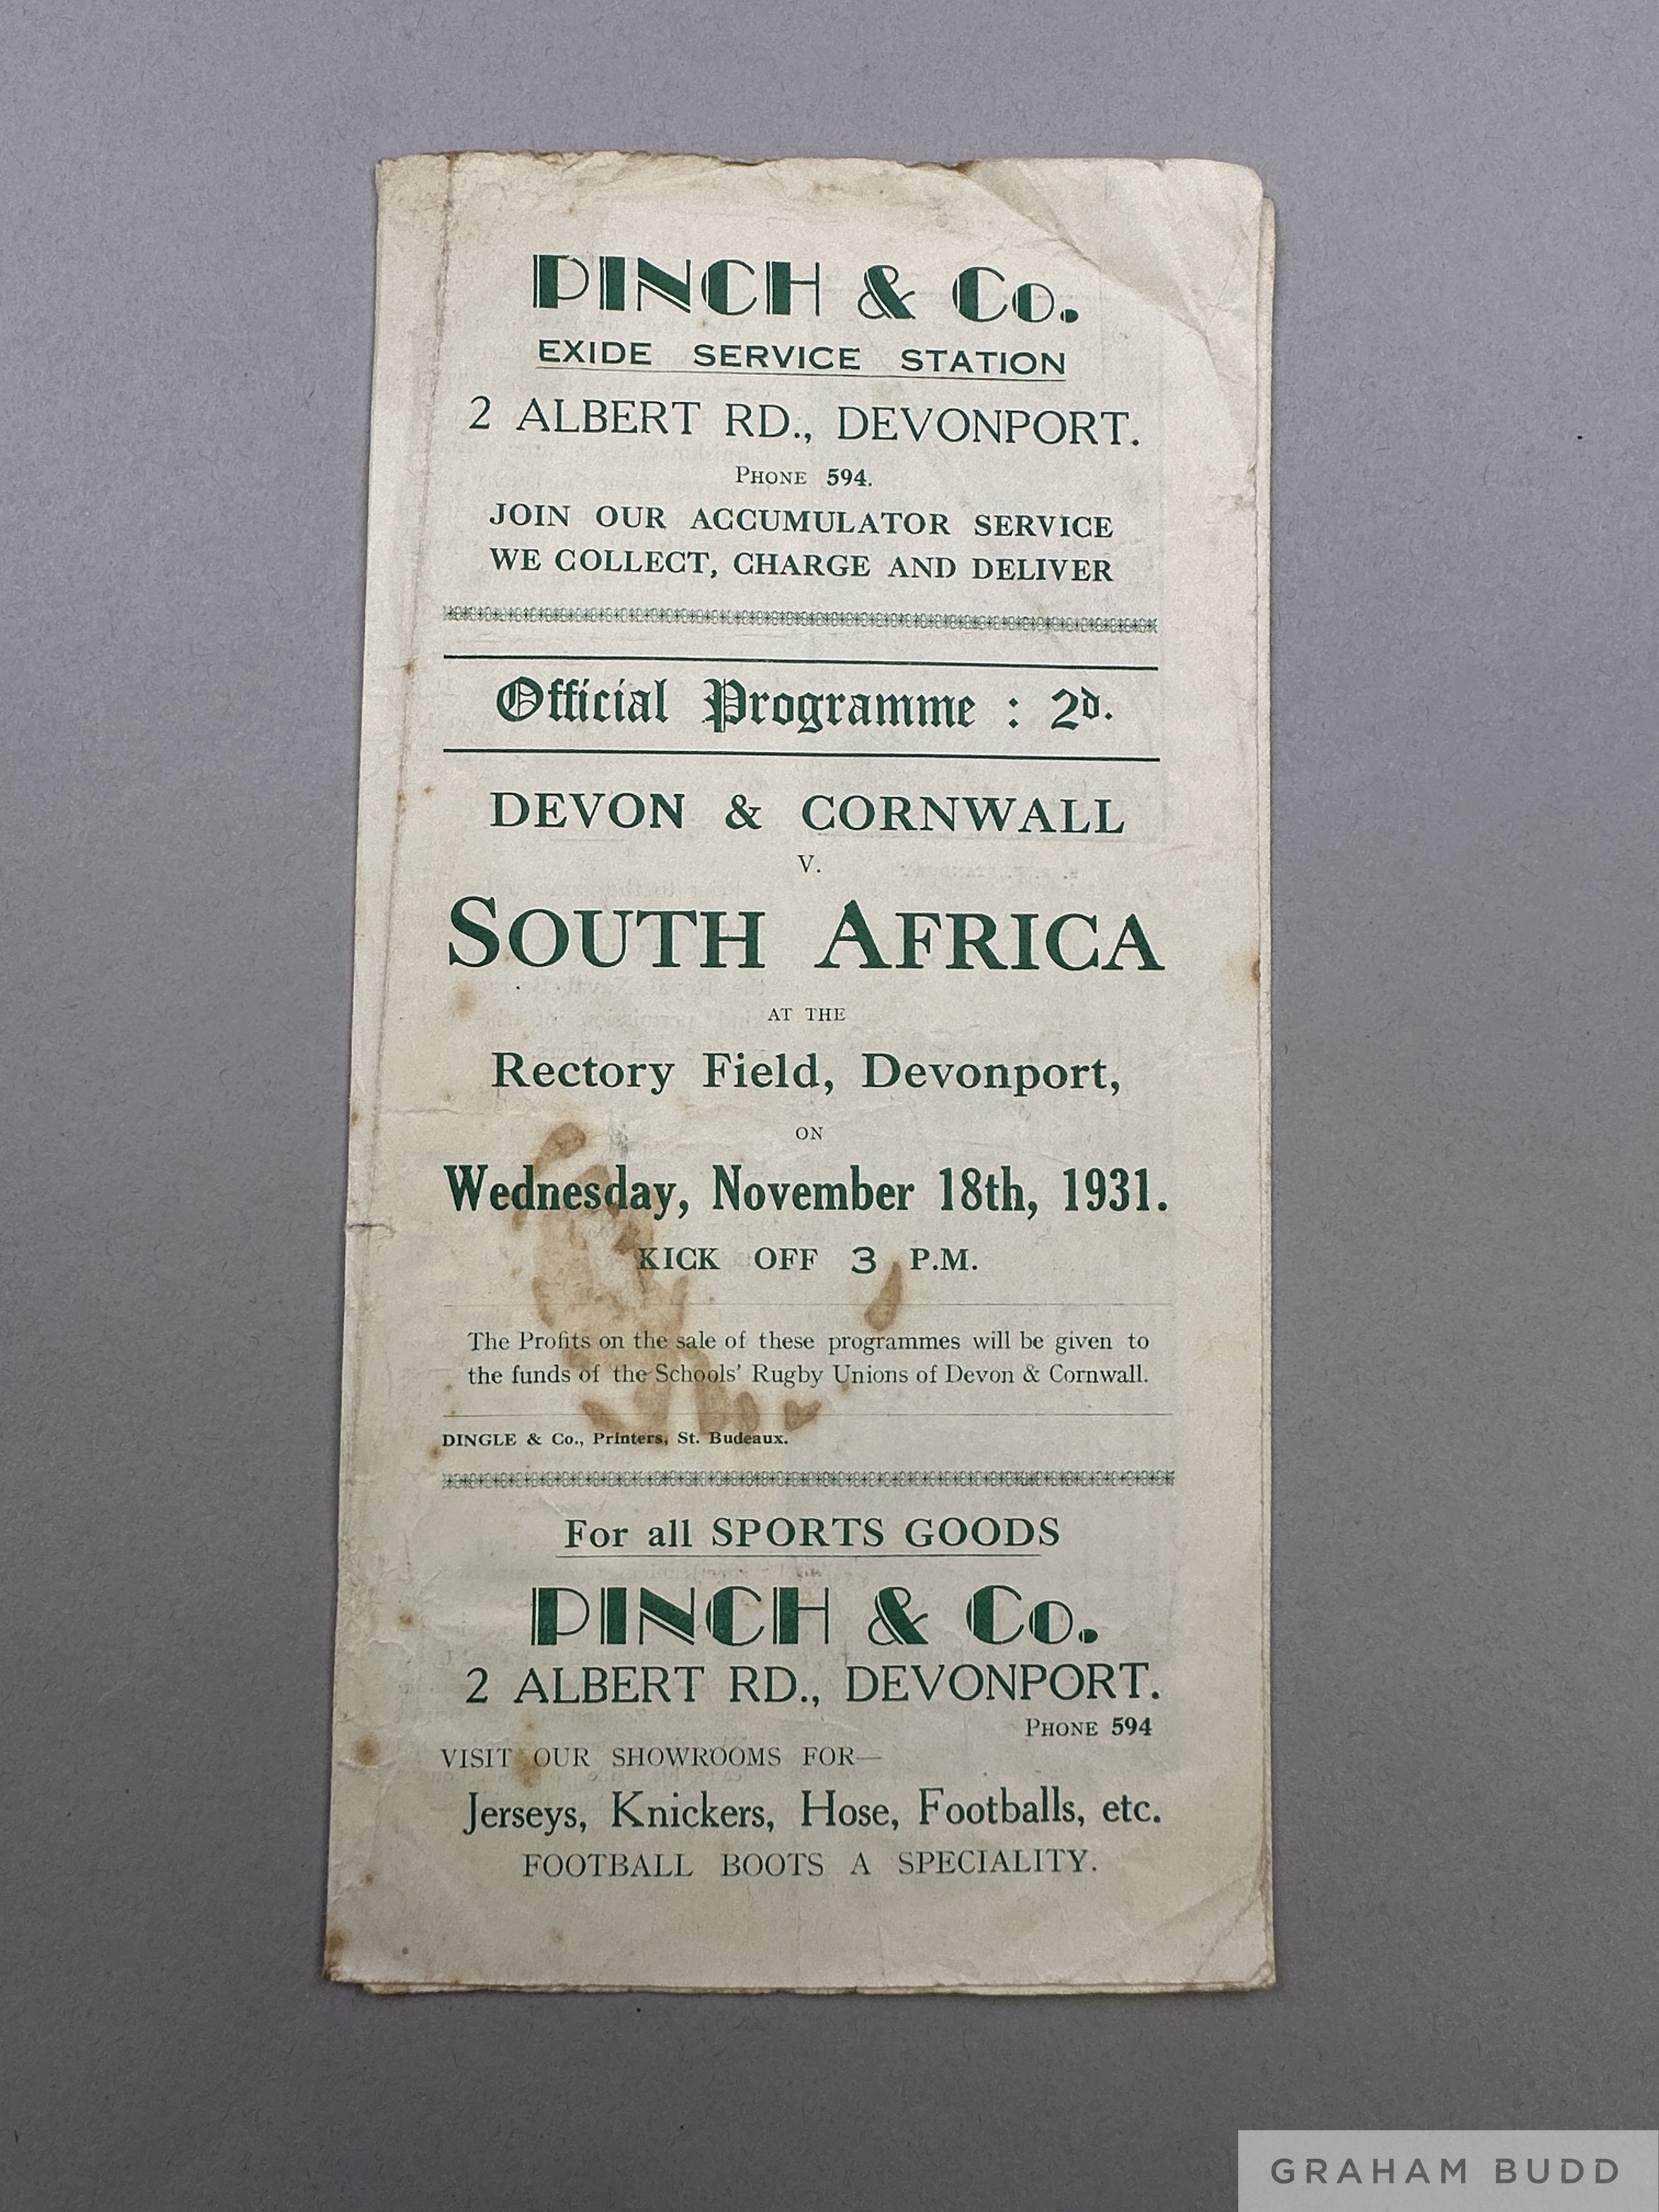 PINCH & Co.
EXIDE SERVICE STATION
2 ALBERT RD., DEVONPORT.
PHONE 594.
JOIN OUR ACCUMULATOR SERVICE
WE COLLECT, CHARGE AND DELIVER
Official Programme : 2d.
DEVON & CORNWALL
V.
SOUTH AFRICA
AT THE
Rectory Field, Devonport,
ON
Wednesday, November 18th, 1931.
KICK OFF 3 P.M.
The Profits on the sale of these programmes will be given to
the funds of the Schools' Rugby Unions of Devon & Cornwall.
DINGLE & Co., Printers, St. Budeaux.
For all SPORTS GOODS
PINCH & Co.
2 ALBERT RD., DEVONPORT.
PHONE 594
VISIT OUR SHOWROOMS FOR—
Jerseys, Knickers, Hose, Footballs, etc.
FOOTBALL BOOTS A SPECIALITY.
GRAHAM BUDD